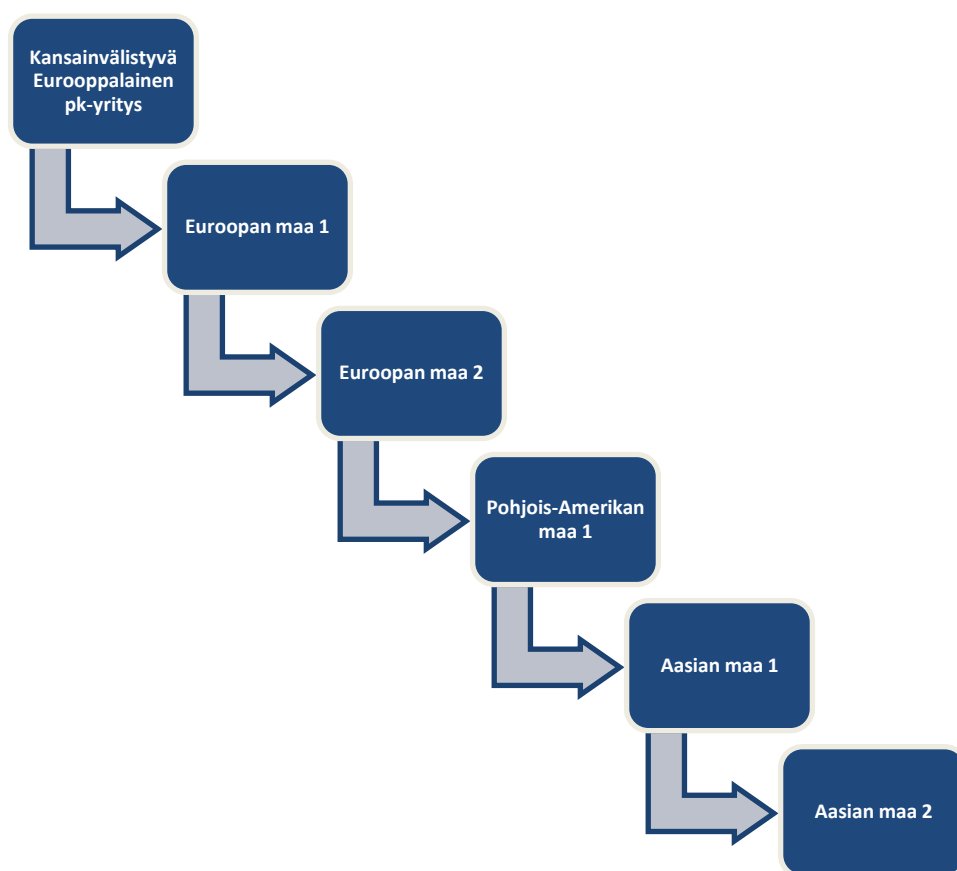 Kansainvälistyvä
Eurooppalainen
pk-yritys
Euroopan maa 1
Euroopan maa 2
Pohjois-Amerikan
maa 1
Aasian maa 1
Aasian maa 2